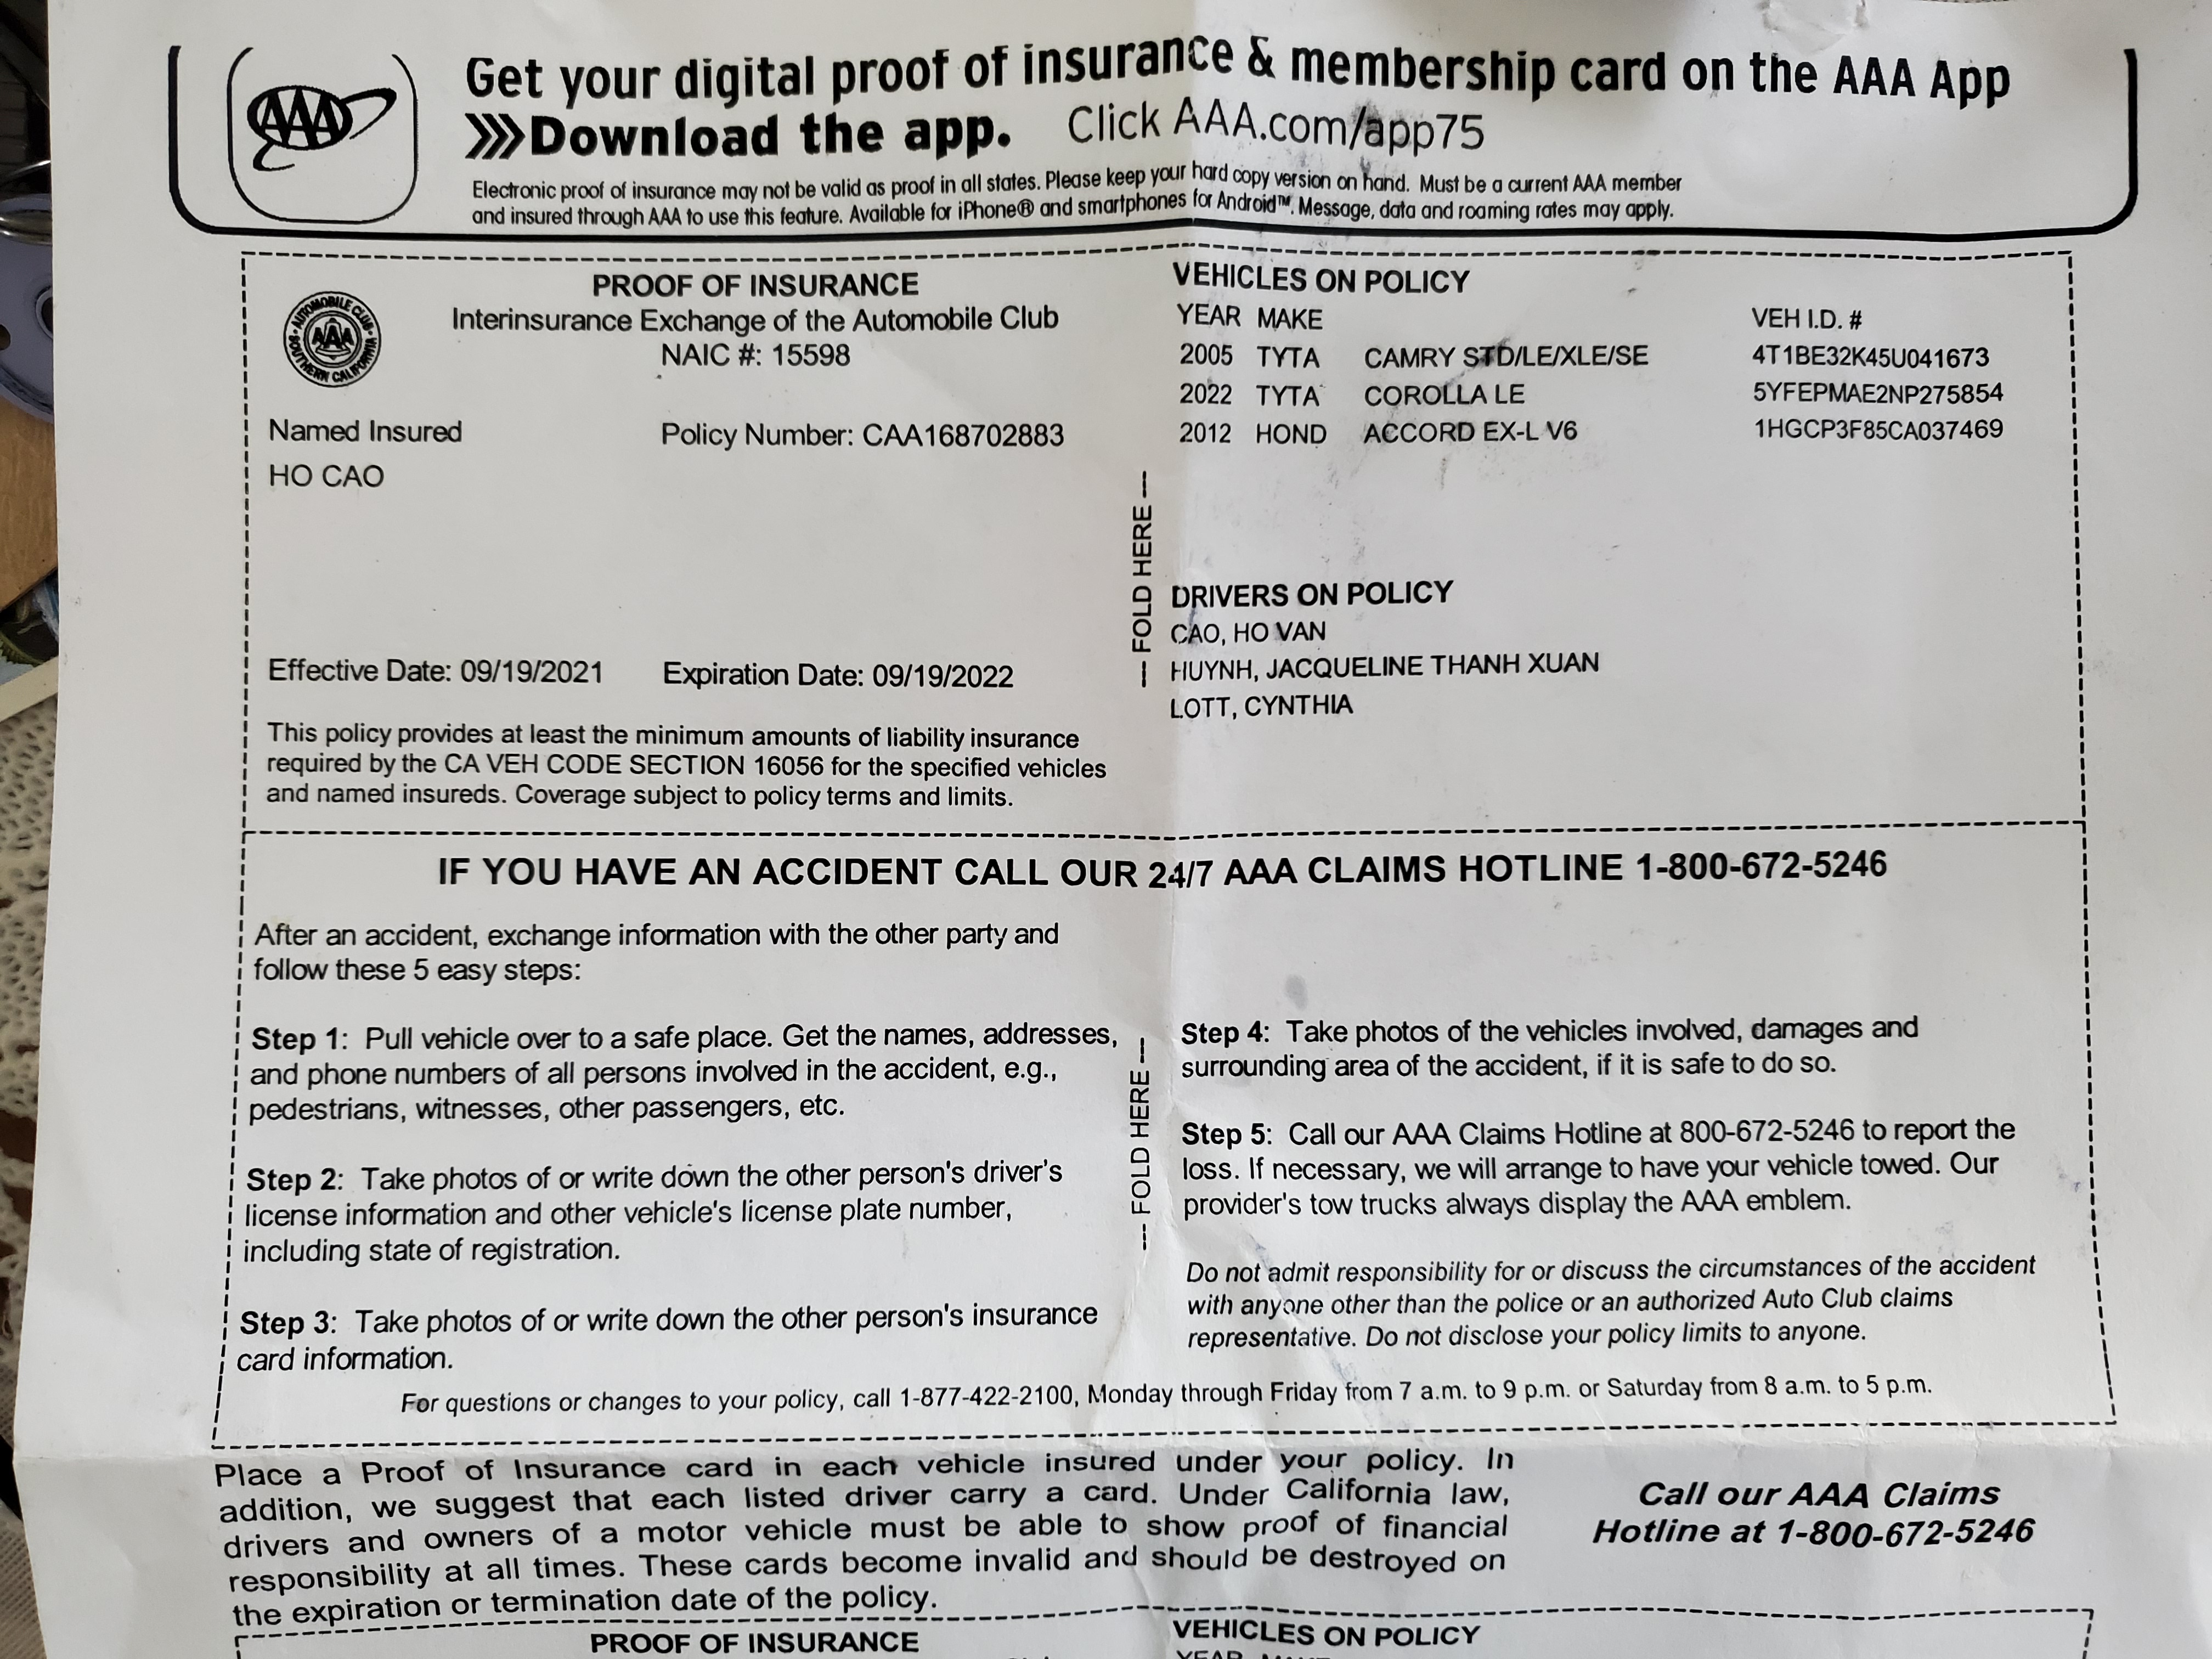 AAA
Get your digital proof of insurance & membership card on the AAA App
Download the app. Click AAA.com/app75
Electronic proof of insurance may not be valid as proof in all states. Please keep your hard copy version on hand. Must be a current AAA member
and insured through AAA to use this feature. Available for iPhone® and smartphones for Android™. Message, data and roaming rates may apply.
AUTOMOBILE CLUB
AAA
SOUTHERN CALIFORNIA
PROOF OF INSURANCE
Interinsurance Exchange of the Automobile Club
NAIC #: 15598
Named Insured Policy Number: CAA168702883
HO CAO
Effective Date: 09/19/2021 Expiration Date: 09/19/2022
This policy provides at least the minimum amounts of liability insurance
required by the CA VEH CODE SECTION 16056 for the specified vehicles
and named insureds. Coverage subject to policy terms and limits.
— FOLD HERE —
VEHICLES ON POLICY
YEAR MAKE VEH I.D. #
2005 TYTA CAMRY STD/LE/XLE/SE 4T1BE32K45U041673
2022 TYTA COROLLA LE 5YFEPMAE2NP275854
2012 HOND ACCORD EX-L V6 1HGCP3F85CA037469
DRIVERS ON POLICY
CAO, HO VAN
HUYNH, JACQUELINE THANH XUAN
LOTT, CYNTHIA
IF YOU HAVE AN ACCIDENT CALL OUR 24/7 AAA CLAIMS HOTLINE 1-800-672-5246
After an accident, exchange information with the other party and
follow these 5 easy steps:
Step 1: Pull vehicle over to a safe place. Get the names, addresses,
and phone numbers of all persons involved in the accident, e.g.,
pedestrians, witnesses, other passengers, etc.
Step 2: Take photos of or write down the other person's driver's
license information and other vehicle's license plate number,
including state of registration.
Step 3: Take photos of or write down the other person's insurance
card information.
— FOLD HERE —
Step 4: Take photos of the vehicles involved, damages and
surrounding area of the accident, if it is safe to do so.
Step 5: Call our AAA Claims Hotline at 800-672-5246 to report the
loss. If necessary, we will arrange to have your vehicle towed. Our
provider's tow trucks always display the AAA emblem.
Do not admit responsibility for or discuss the circumstances of the accident
with anyone other than the police or an authorized Auto Club claims
representative. Do not disclose your policy limits to anyone.
For questions or changes to your policy, call 1-877-422-2100, Monday through Friday from 7 a.m. to 9 p.m. or Saturday from 8 a.m. to 5 p.m.
Place a Proof of Insurance card in each vehicle insured under your policy. In
addition, we suggest that each listed driver carry a card. Under California law,
drivers and owners of a motor vehicle must be able to show proof of financial
responsibility at all times. These cards become invalid and should be destroyed on
the expiration or termination date of the policy.
Call our AAA Claims
Hotline at 1-800-672-5246
PROOF OF INSURANCE
VEHICLES ON POLICY